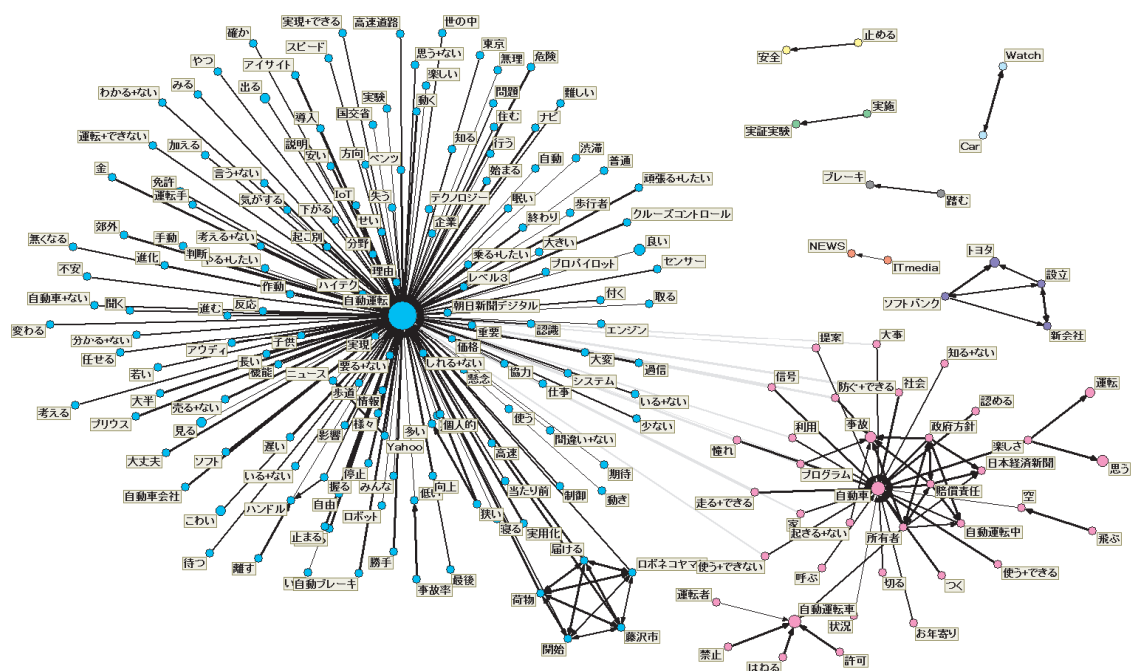 実現+できる
高速道路
世の中
確か
スピード
思う+ない
東京
やつ
アイサイト
楽しい
無理
危険
みる
出る
実験
動く
問題
難しい
わかる+ない
導入
国交省
住む
ナビ
運転+できない
加える
説明
安い
方向
ベンツ
知る
行う
自動
渋滞
金
免許
言う+ない
始まる
普通
運転手
気がする
IoT
失う
テクノロジー
眠い
頑張る+したい
下がる
せい
企業
終わり
歩行者
クルーズコントロール
郊外
手動
考える+ない
起こ別
分野
大きい
良い
無くなる
進化
判断
やる+したい
理由
乗る+したい
プロパイロット
不安
作動
ハイテク
レベル3
センサー
自動車+ない
聞く
進む
反応
自動運転
朝日新聞デジタル
付く
取る
変わる
分かる+ない
アウディ
子供
実現
重要
認識
エンジン
任せる
長い
価格
若い
機能
ニュース
要る+ない
しれる+ない
協力
大変
過信
考える
大半
歩道
情報
懸念
仕事
システム
プリウス
売る+ない
いる+ない
見る
影響
様々
多い
個人的
使う
少ない
大丈夫
ソフト
遅い
Yahoo
高速
間違い+ない
自動車会社
いる+ない
停止
当たり前
期待
こわい
ハンドル
握る
みんな
低い
向上
制御
動き
自由
ロボット
狭い
待つ
止まる
寝る
実用化
離す
い自動ブレーキ
勝手
事故率
最後
届ける
ロボネコヤマ
荷物
開始
藤沢市
安全
止める
Watch
Car
実証実験
実施
ブレーキ
踏む
NEWS
ITmedia
トヨタ
設立
ソフトバンク
新会社
提案
大事
知る+ない
信号
防ぐ+できる
社会
運転
利用
事故
政府方針
認める
楽しさ
憧れ
日本経済新聞
思う
プログラム
走る+できる
自動車
賠償責任
空
家
所有者
自動運転中
飛ぶ
起きる+ない
使う+できない
呼ぶ
切る
つく
使う+できる
運転者
自動運転車
状況
お年寄り
禁止
はねる
許可